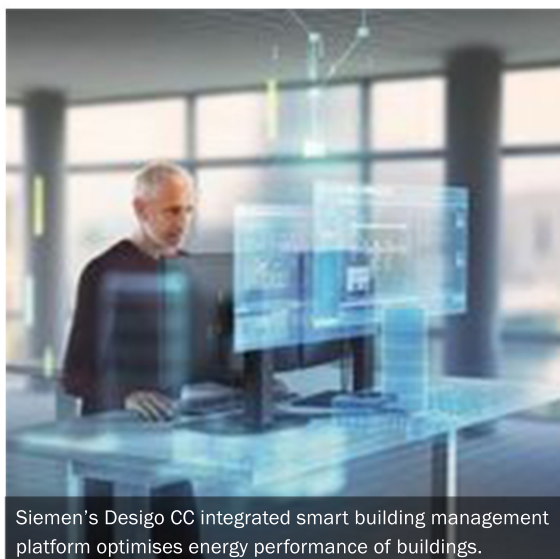 Siemen's Desigo CC integrated smart building management
platform optimises energy performance of buildings.